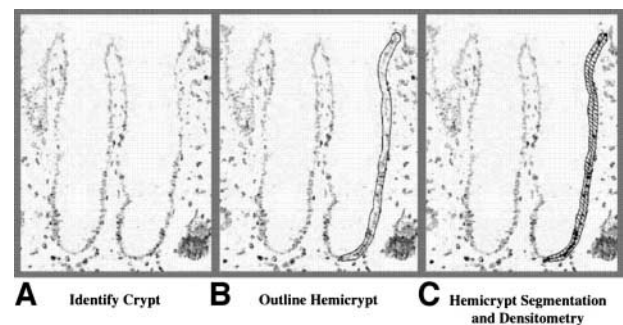 A Identify Crypt B Outline Hemicrypt C Hemicrypt Segmentation
and Densitometry